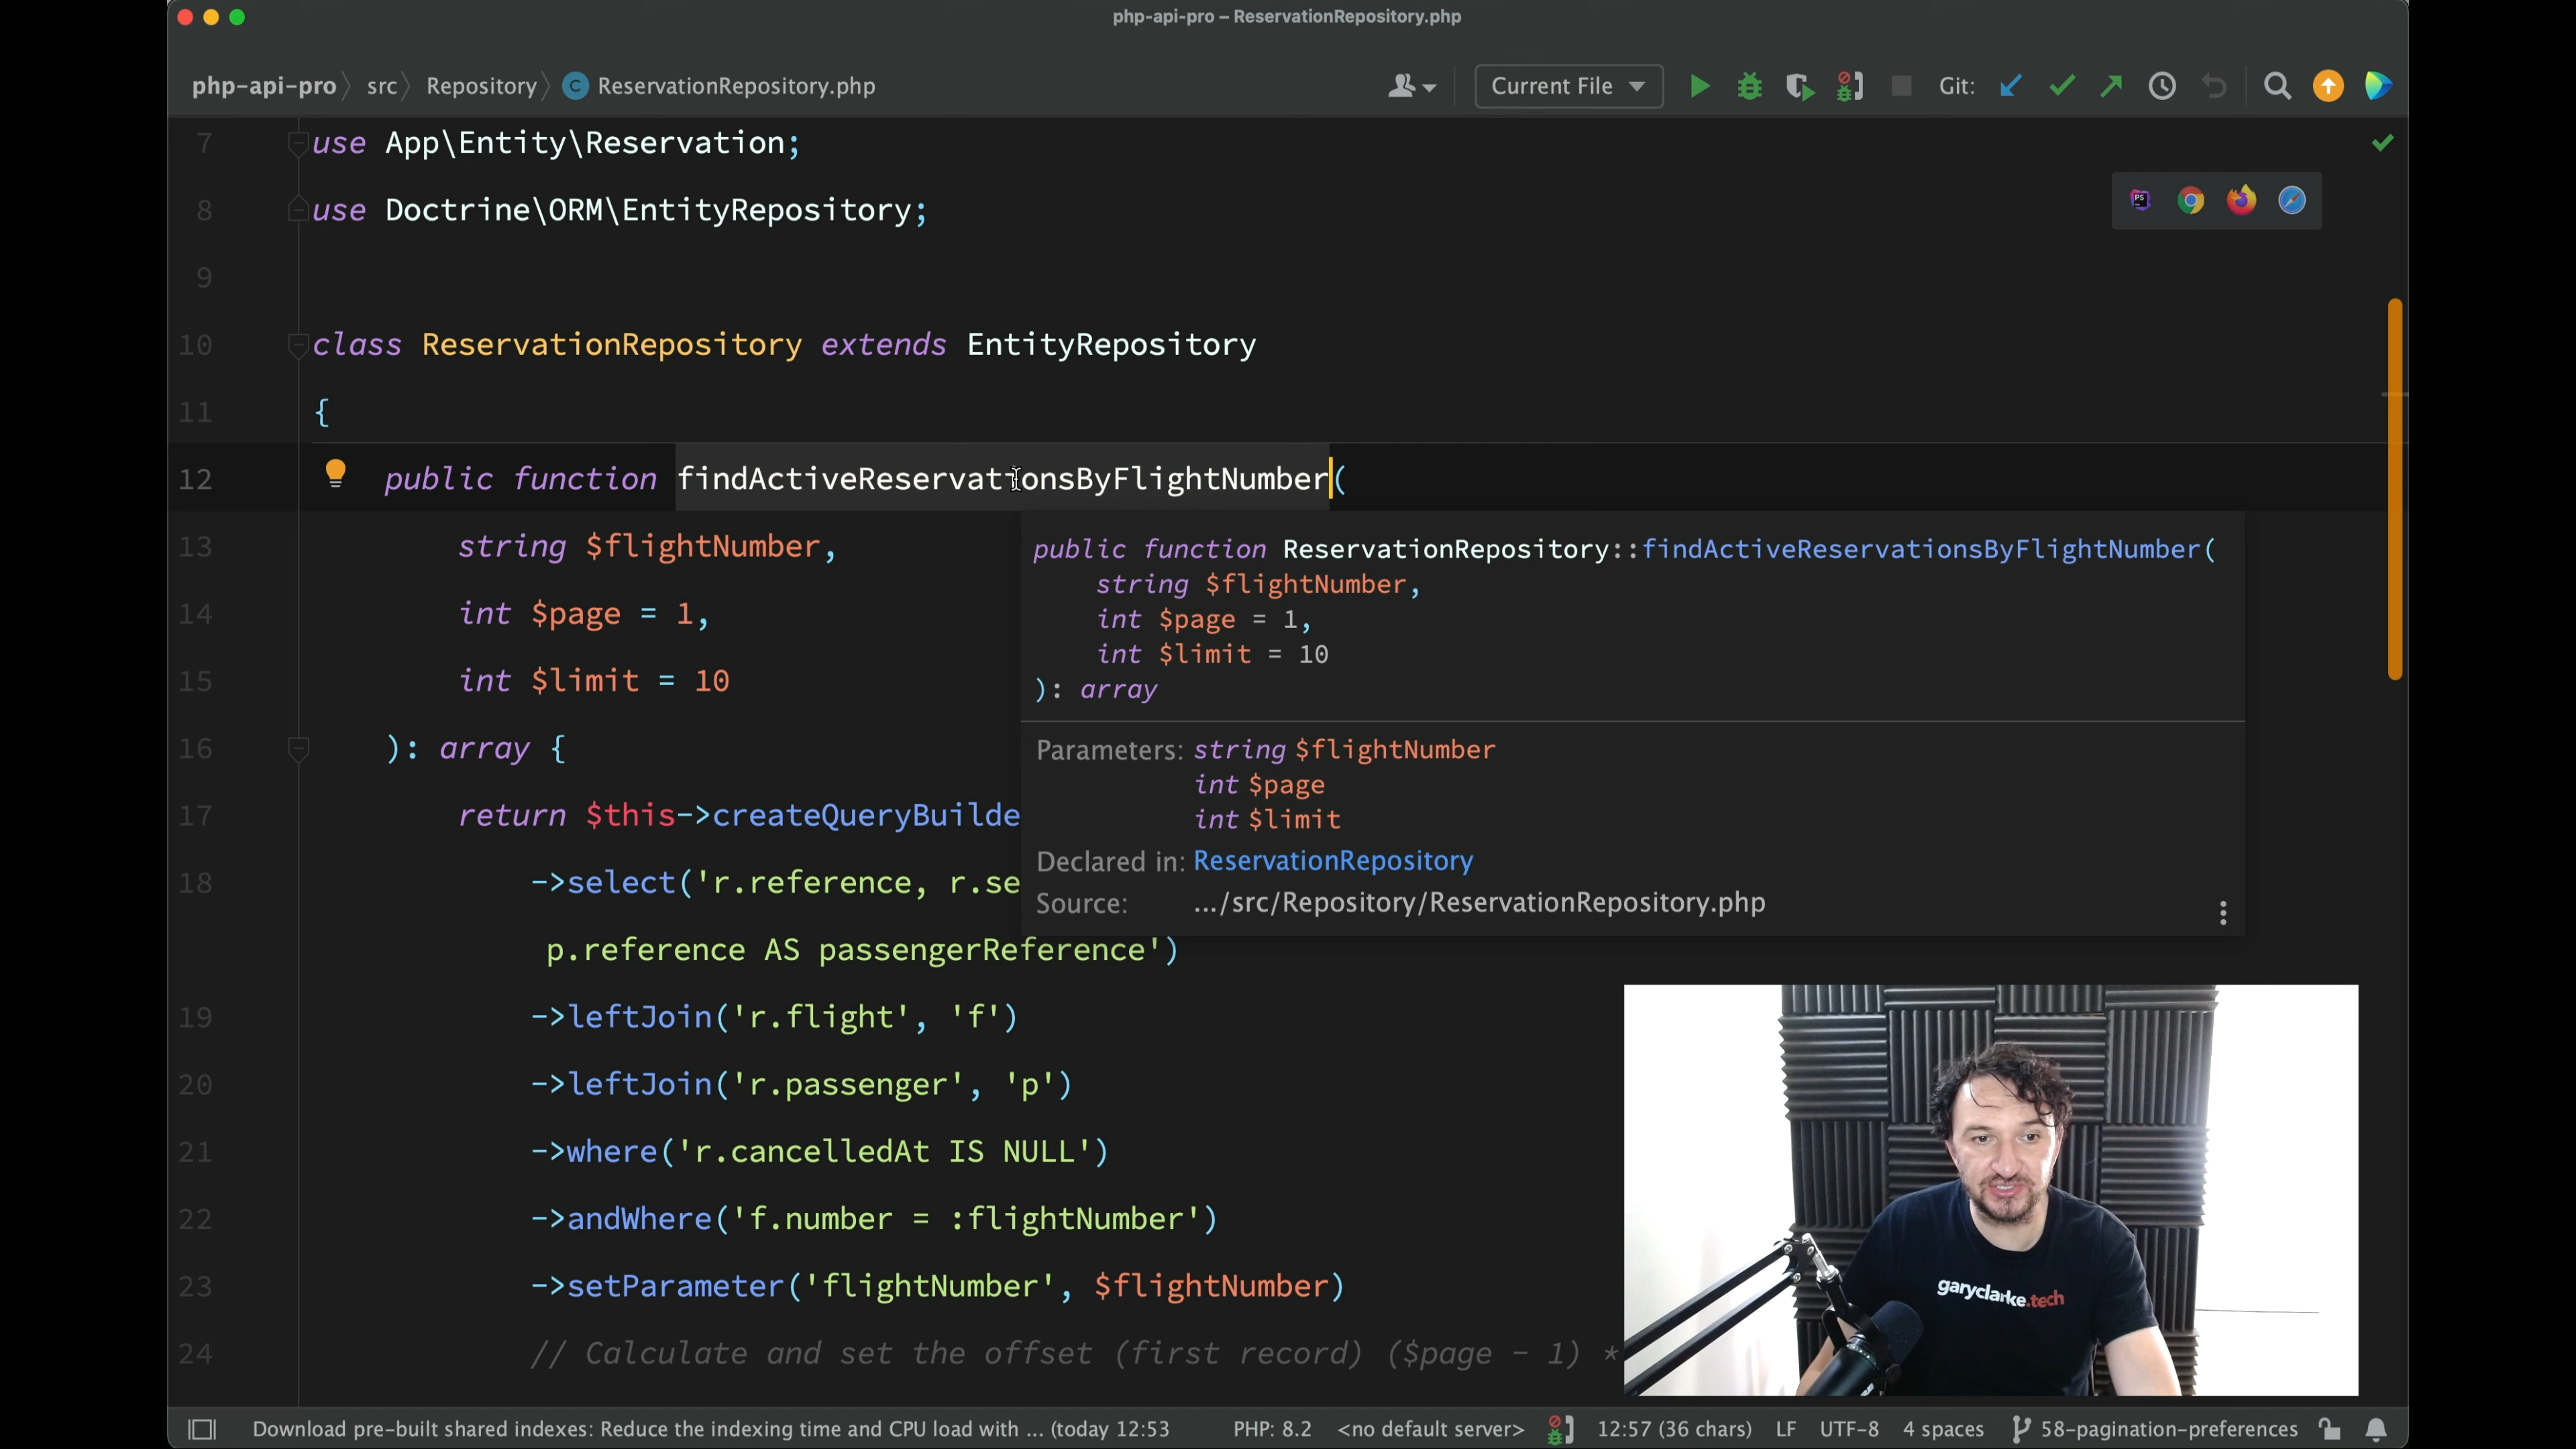 php-api-pro – ReservationRepository.php
php-api-pro src Repository C ReservationRepository.php Current File Git:
7 use App\Entity\Reservation;
8 use Doctrine\ORM\EntityRepository;
9
10 class ReservationRepository extends EntityRepository
11 {
12 public function findActiveReservationsByFlightNumber(
13 string $flightNumber,
14 int $page = 1,
15 int $limit = 10
16 ): array {
17 return $this->createQueryBuilde
18 ->select('r.reference, r.se
p.reference AS passengerReference')
19 ->leftJoin('r.flight', 'f')
20 ->leftJoin('r.passenger', 'p')
21 ->where('r.cancelledAt IS NULL')
22 ->andWhere('f.number = :flightNumber')
23 ->setParameter('flightNumber', $flightNumber)
24 // Calculate and set the offset (first record) ($page - 1) *
public function ReservationRepository::findActiveReservationsByFlightNumber(
string $flightNumber,
int $page = 1,
int $limit = 10
): array
Parameters: string $flightNumber
int $page
int $limit
Declared in: ReservationRepository
Source: .../src/Repository/ReservationRepository.php
PS
garyclarke.tech
Download pre-built shared indexes: Reduce the indexing time and CPU load with ... (today 12:53 PHP: 8.2 <no default server> 12:57 (36 chars) LF UTF-8 4 spaces 58-pagination-preferences